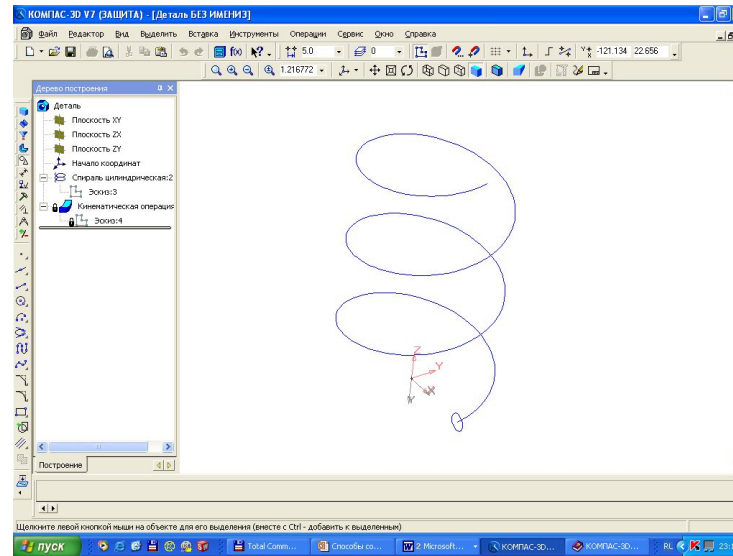 КОМПАС-3D V7 (ЗАЩИТА) - [Деталь БЕЗ ИМЕНИ3]
Файл Редактор Вид Выделить Вставка Инструменты Операции Сервис Окно Справка
5.0 0 -121.134 22.656
1.216772
Дерево построения
Деталь
Плоскость XY
Плоскость ZX
Плоскость ZY
Начало координат
Спираль цилиндрическая:2
Эскиз:3
Кинематическая операция
Эскиз:4
Z
Y
X
Построение
Щелкните левой кнопкой мыши на объекте для его выделения (вместе с Ctrl - добавить к выделенным)
пуск Total Comm... Способы со... 2 Microsoft... КОМПАС-3D... КОМПАС-3D... RL 23: